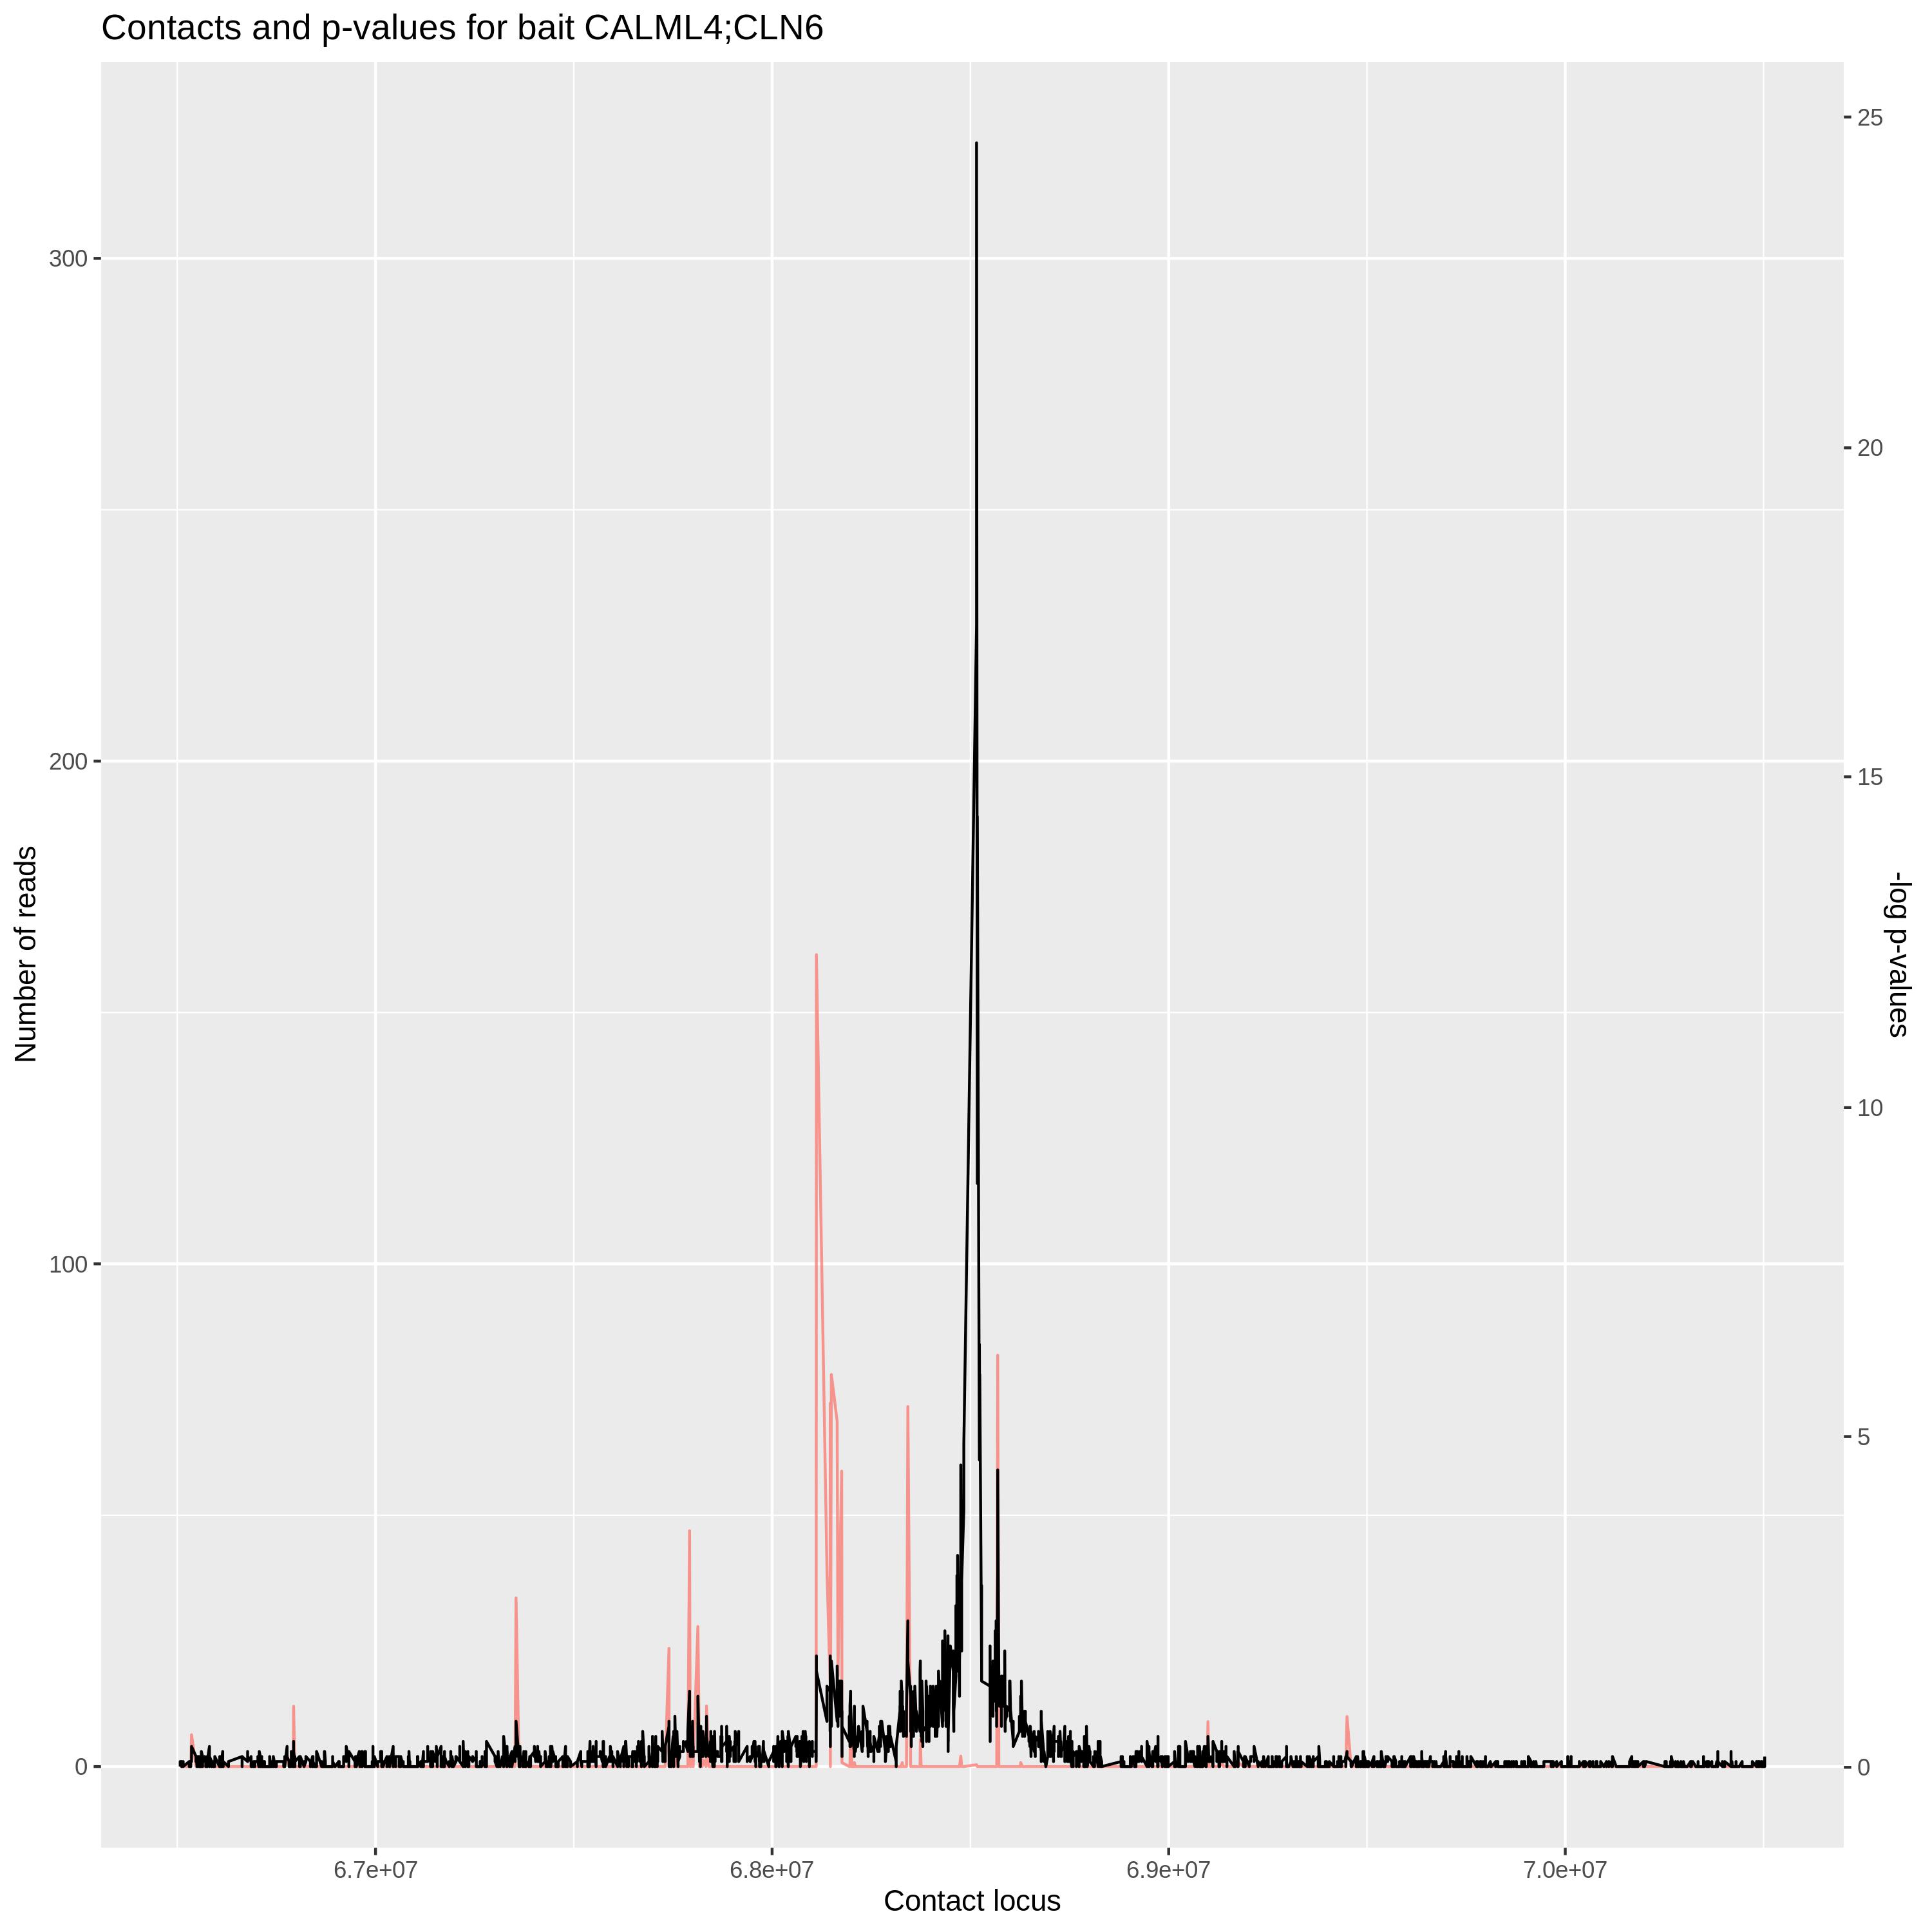 Contacts and p-values for bait CALML4;CLN6
Number of reads
300
200
100
0
25
20
15
10
5
0
-log p-values
6.7e+07
6.8e+07
6.9e+07
7.0e+07
Contact locus